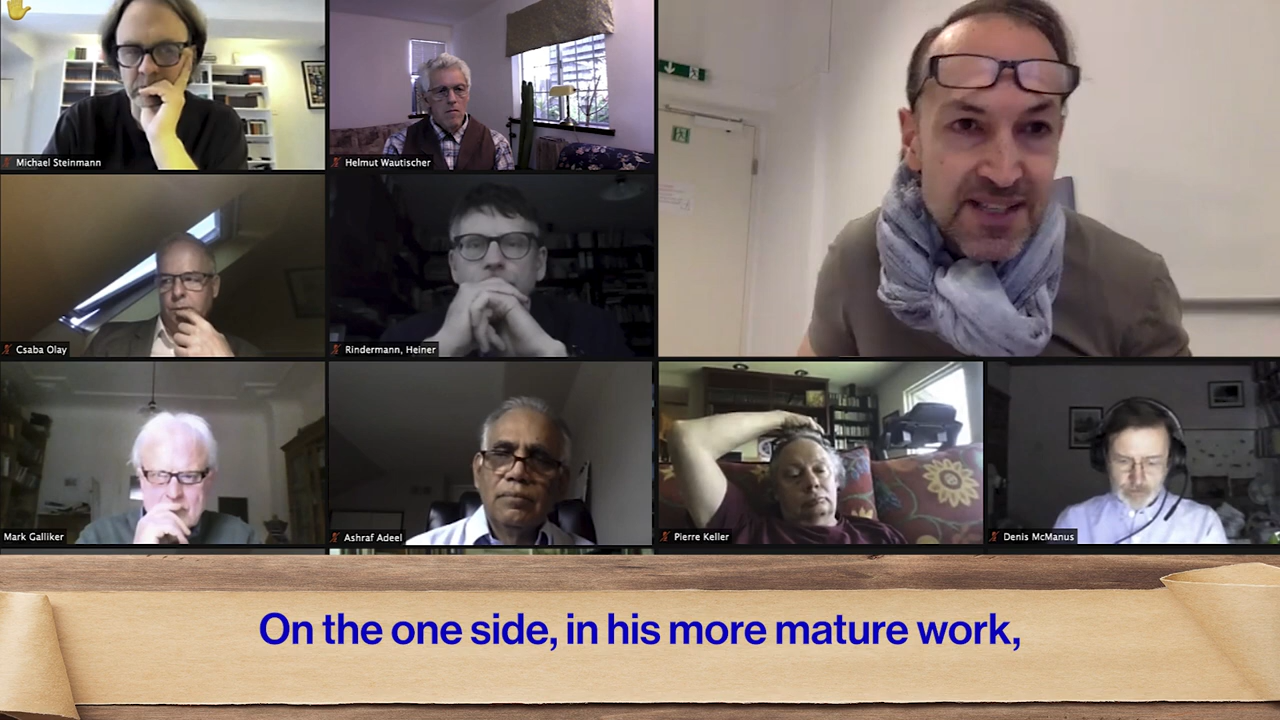 Michael Steinmann
Helmut Wautischer
Csaba Olay
Rindermann, Heiner
Mark Galliker
Ashraf Adeel
Pierre Keller
Denis McManus
On the one side, in his more mature work,